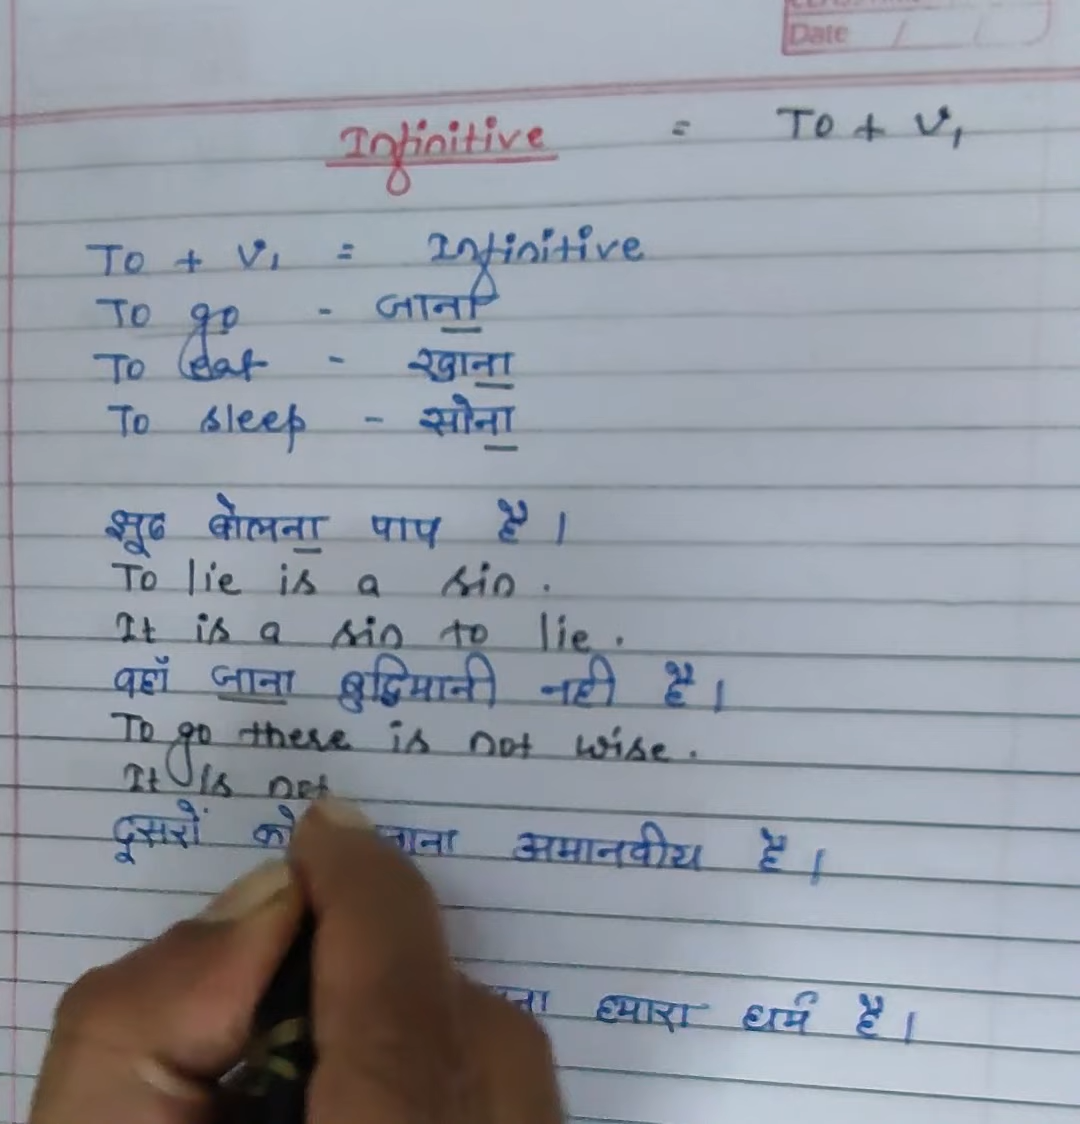 Date / /
Infinitive = To + V1
To + V1 = Infinitive
To go - जाना
To eat - खाना
To sleep - सोना
झूठ बोलना पाप है।
To lie is a sin.
It is a sin to lie.
वहाँ जाना बुद्धिमानी नही है।
To go there is not wise.
It is not
दूसरों को अमानवीय है।
हमारा धर्म है।